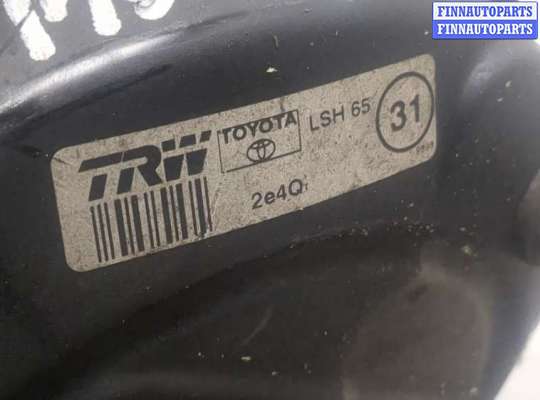 FINNAUTOPARTS
FINNAUTOPARTS
TRW
TOYOTA
LSH 65
31
2e4Q